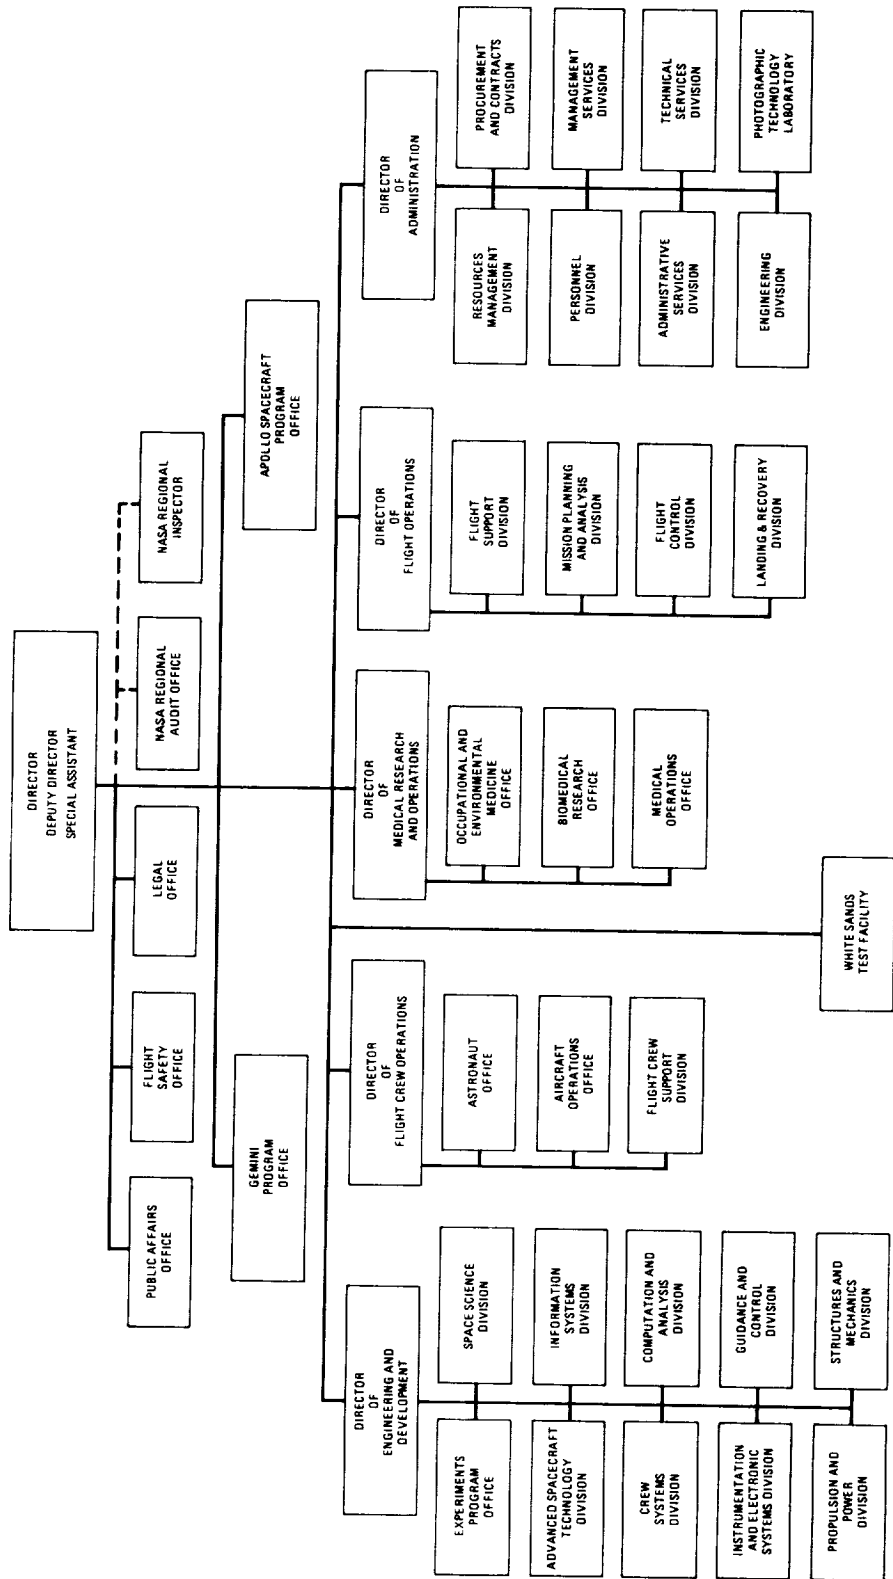 DIRECTOR
DEPUTY DIRECTOR
SPECIAL ASSISTANT
PUBLIC AFFAIRS
OFFICE
FLIGHT
SAFETY
OFFICE
LEGAL
OFFICE
NASA REGIONAL
AUDIT OFFICE
NASA REGIONAL
INSPECTOR
GEMINI
PROGRAM
OFFICE
APOLLO SPACECRAFT
PROGRAM
OFFICE
DIRECTOR
OF
ENGINEERING AND
DEVELOPMENT
EXPERIMENTS
PROGRAM
OFFICE
SPACE SCIENCE
DIVISION
ADVANCED SPACECRAFT
TECHNOLOGY
DIVISION
INFORMATION
SYSTEMS
DIVISION
CREW
SYSTEMS
DIVISION
COMPUTATION AND
ANALYSIS
DIVISION
INSTRUMENTATION
AND ELECTRONIC
SYSTEMS DIVISION
GUIDANCE AND
CONTROL
DIVISION
PROPULSION AND
POWER
DIVISION
STRUCTURES AND
MECHANICS
DIVISION
DIRECTOR
OF
FLIGHT CREW OPERATIONS
ASTRONAUT
OFFICE
AIRCRAFT
OPERATIONS
OFFICE
FLIGHT CREW
SUPPORT
DIVISION
WHITE SANDS
TEST FACILITY
DIRECTOR
OF
MEDICAL RESEARCH
AND OPERATIONS
OCCUPATIONAL AND
ENVIRONMENTAL
MEDICINE
OFFICE
BIOMEDICAL
RESEARCH
OFFICE
MEDICAL
OPERATIONS
OFFICE
DIRECTOR
OF
FLIGHT OPERATIONS
FLIGHT
SUPPORT
DIVISION
MISSION PLANNING
AND ANALYSIS
DIVISION
FLIGHT
CONTROL
DIVISION
LANDING & RECOVERY
DIVISION
DIRECTOR
OF
ADMINISTRATION
RESOURCES
MANAGEMENT
DIVISION
PROCUREMENT
AND CONTRACTS
DIVISION
PERSONNEL
DIVISION
MANAGEMENT
SERVICES
DIVISION
ADMINISTRATIVE
SERVICES
DIVISION
TECHNICAL
SERVICES
DIVISION
ENGINEERING
DIVISION
PHOTOGRAPHIC
TECHNOLOGY
LABORATORY